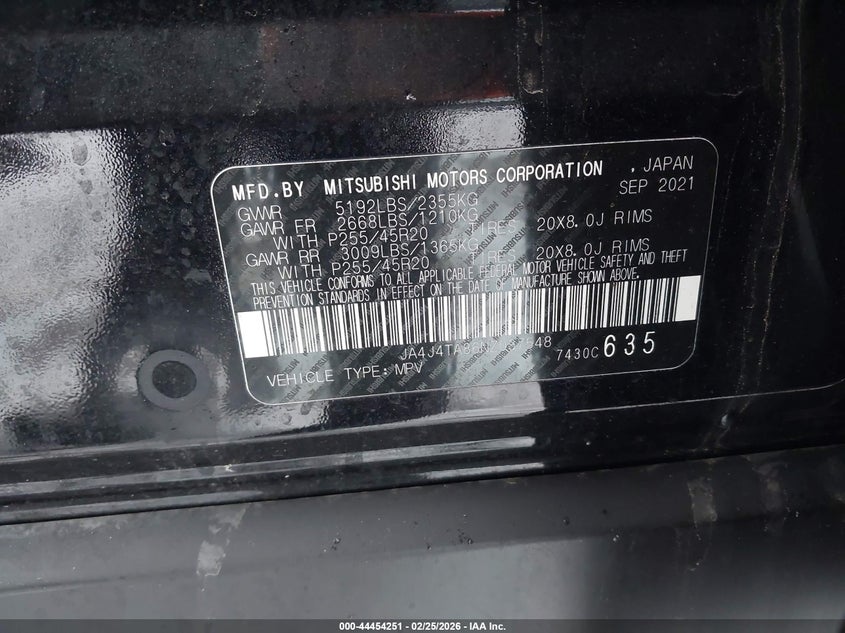 MFD.BY MITSUBISHI MOTORS CORPORATION , JAPAN
SEP 2021
GVWR 5192LBS/2355KG
GAWR FR 2668LBS/1210KG
WITH P255/45R20 TIRES 20X8.0J RIMS
GAWR RR 3009LBS/1365KG
WITH P255/45R20 TIRES 20X8.0J RIMS
THIS VEHICLE CONFORMS TO ALL APPLICABLE FEDERAL MOTOR VEHICLE SAFETY AND THEFT
PREVENTION STANDARDS IN EFFECT ON THE DATE OF MANUFACTURE SHOWN ABOVE.
7430C 635
VEHICLE TYPE: MPV
000-44454251 - 02/25/2026 - IAA Inc.